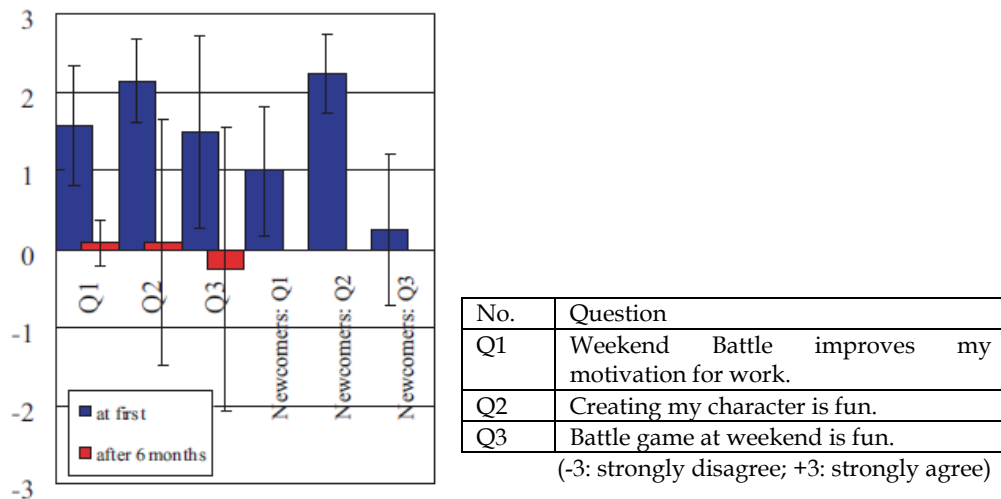 3
2
1
0
-1
-2
-3
Q1
Q2
Q3
Newcomers: Q1
Newcomers: Q2
Newcomers: Q3
at first
after 6 months
No. Question
Q1 Weekend Battle improves my
motivation for work.
Q2 Creating my character is fun.
Q3 Battle game at weekend is fun.
(-3: strongly disagree; +3: strongly agree)